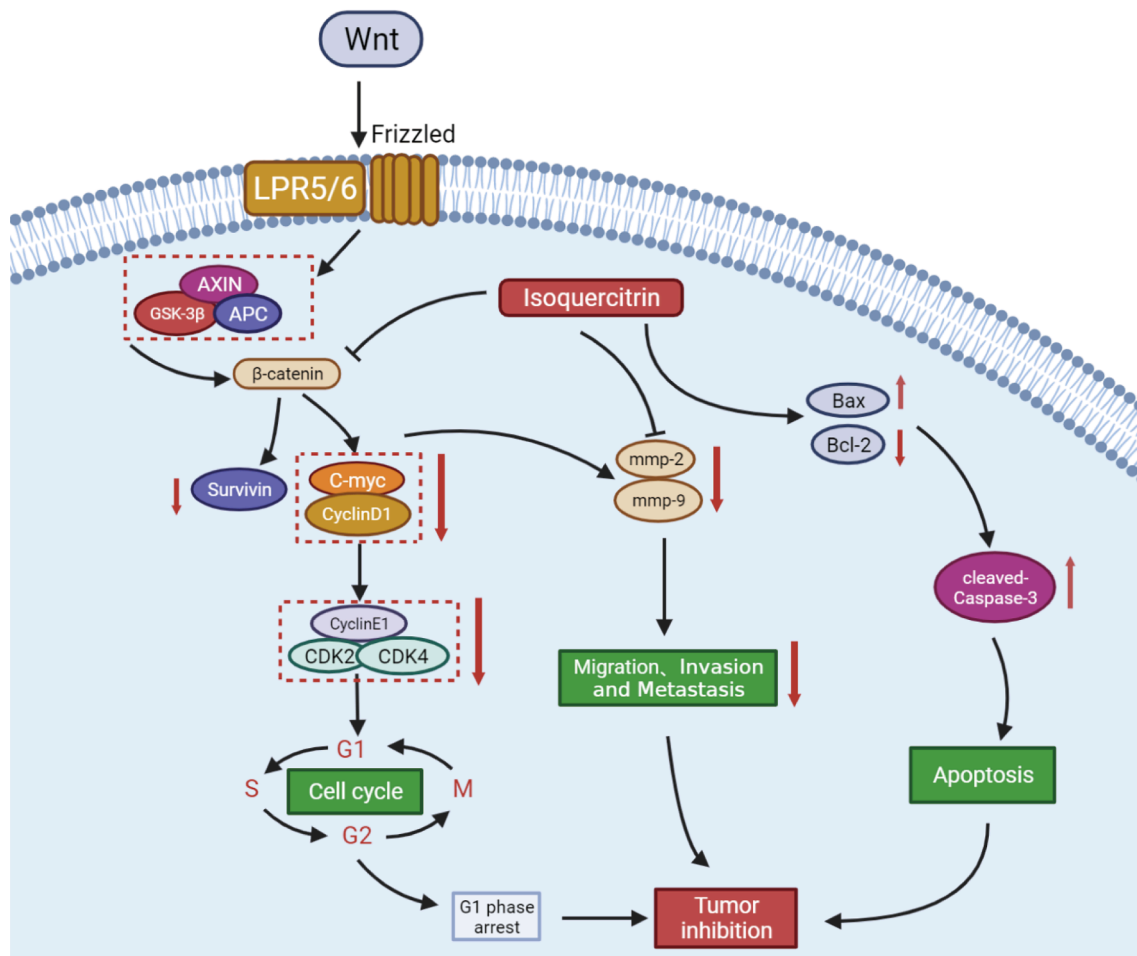 Wnt
Frizzled
LPR5/6
AXIN
GSK-3β
APC
Isoquercitrin
β-catenin
Bax
Bcl-2
Survivin
C-myc
CyclinD1
mmp-2
mmp-9
cleaved-
Caspase-3
CyclinE1
CDK2
CDK4
Migration、Invasion
and Metastasis
G1
S
Cell cycle
M
G2
Apoptosis
G1 phase
arrest
Tumor
inhibition